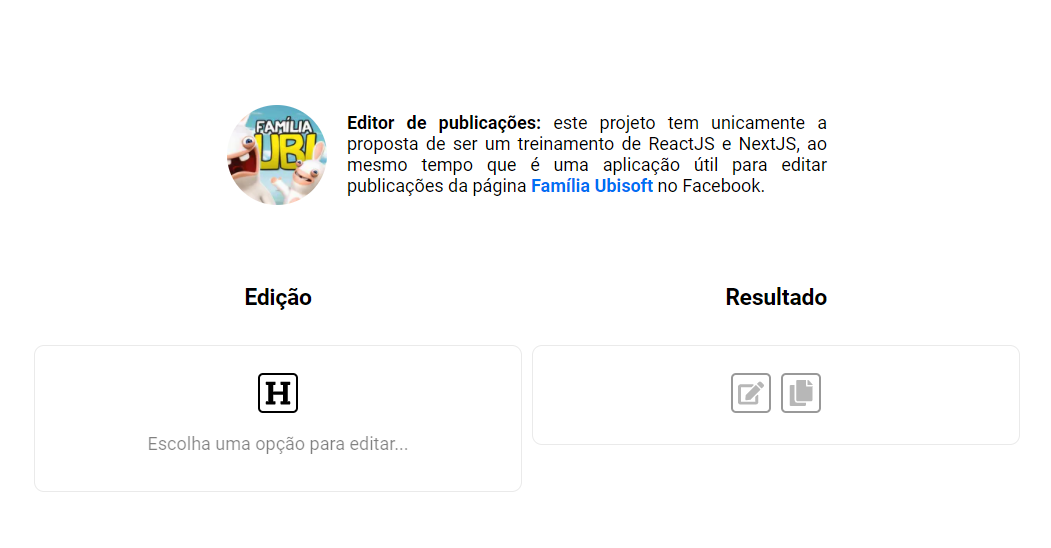 FAMÍLIA
UBI
Editor de publicações: este projeto tem unicamente a
proposta de ser um treinamento de ReactJS e NextJS, ao
mesmo tempo que é uma aplicação útil para editar
publicações da página Família Ubisoft no Facebook.
Edição
Resultado
H
Escolha uma opção para editar...